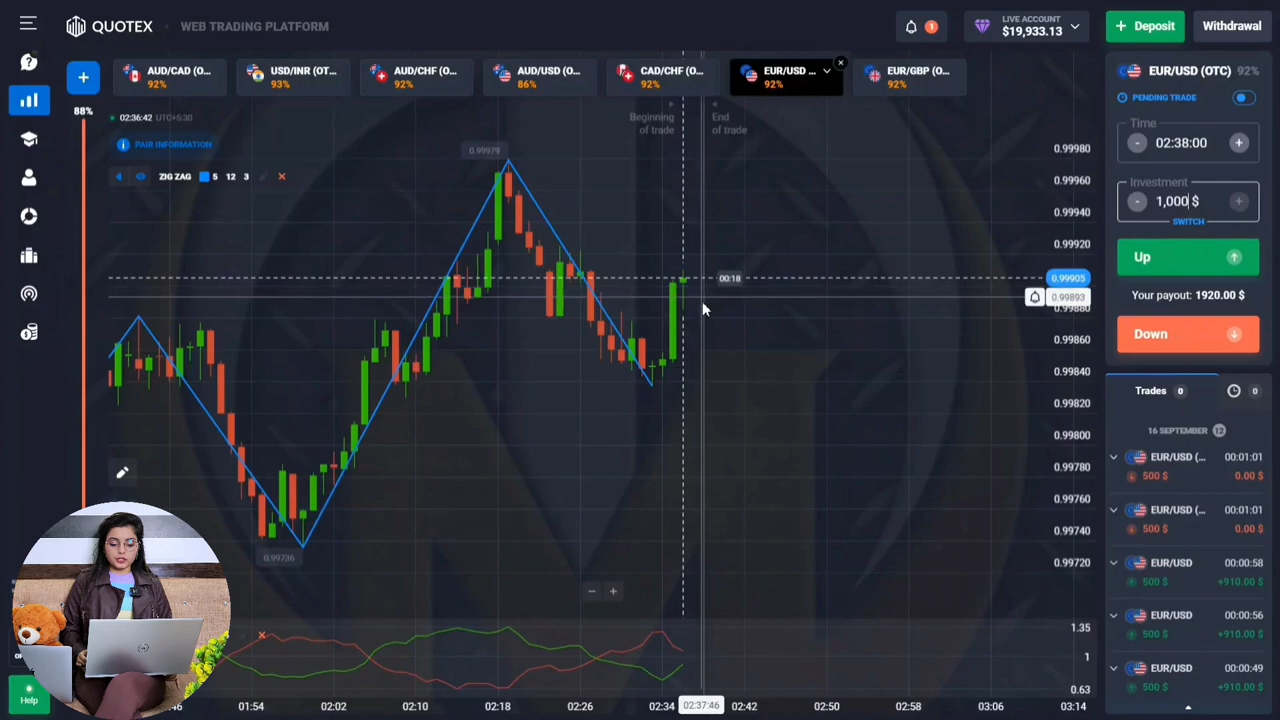 QUOTEX
WEB TRADING PLATFORM
1
LIVE ACCOUNT
$19,933.13
+ Deposit
Withdrawal
+
AUD/CAD (O...
92%
USD/INR (OT...
93%
AUD/CHF (O...
92%
AUD/USD (O...
86%
CAD/CHF (O...
92%
EUR/USD ...
92%
EUR/GBP (O...
92%
88%
02:36:42 UTC+5:30
PAIR INFORMATION
ZIG ZAG 5 12 3
Beginning
of trade
End
of trade
0.99979
0.99736
00:18
0.99980
0.99960
0.99940
0.99920
0.99905
0.99893
0.99880
0.99860
0.99840
0.99820
0.99800
0.99780
0.99760
0.99740
0.99720
1.35
1
0.63
01:54
02:02
02:10
02:18
02:26
02:34
02:37:46
02:42
02:50
02:58
03:06
03:14
Help
EUR/USD (OTC) 92%
PENDING TRADE
Time
- 02:38:00 +
Investment
- 1,000 $ +
SWITCH
Up
Your payout: 1920.00 $
Down
Trades 0
0
16 SEPTEMBER 12
EUR/USD (... 00:01:01
500 $ 0.00 $
EUR/USD (... 00:01:01
500 $ 0.00 $
EUR/USD 00:00:58
500 $ +910.00 $
EUR/USD 00:00:56
500 $ +910.00 $
EUR/USD 00:00:49
500 $ +910.00 $